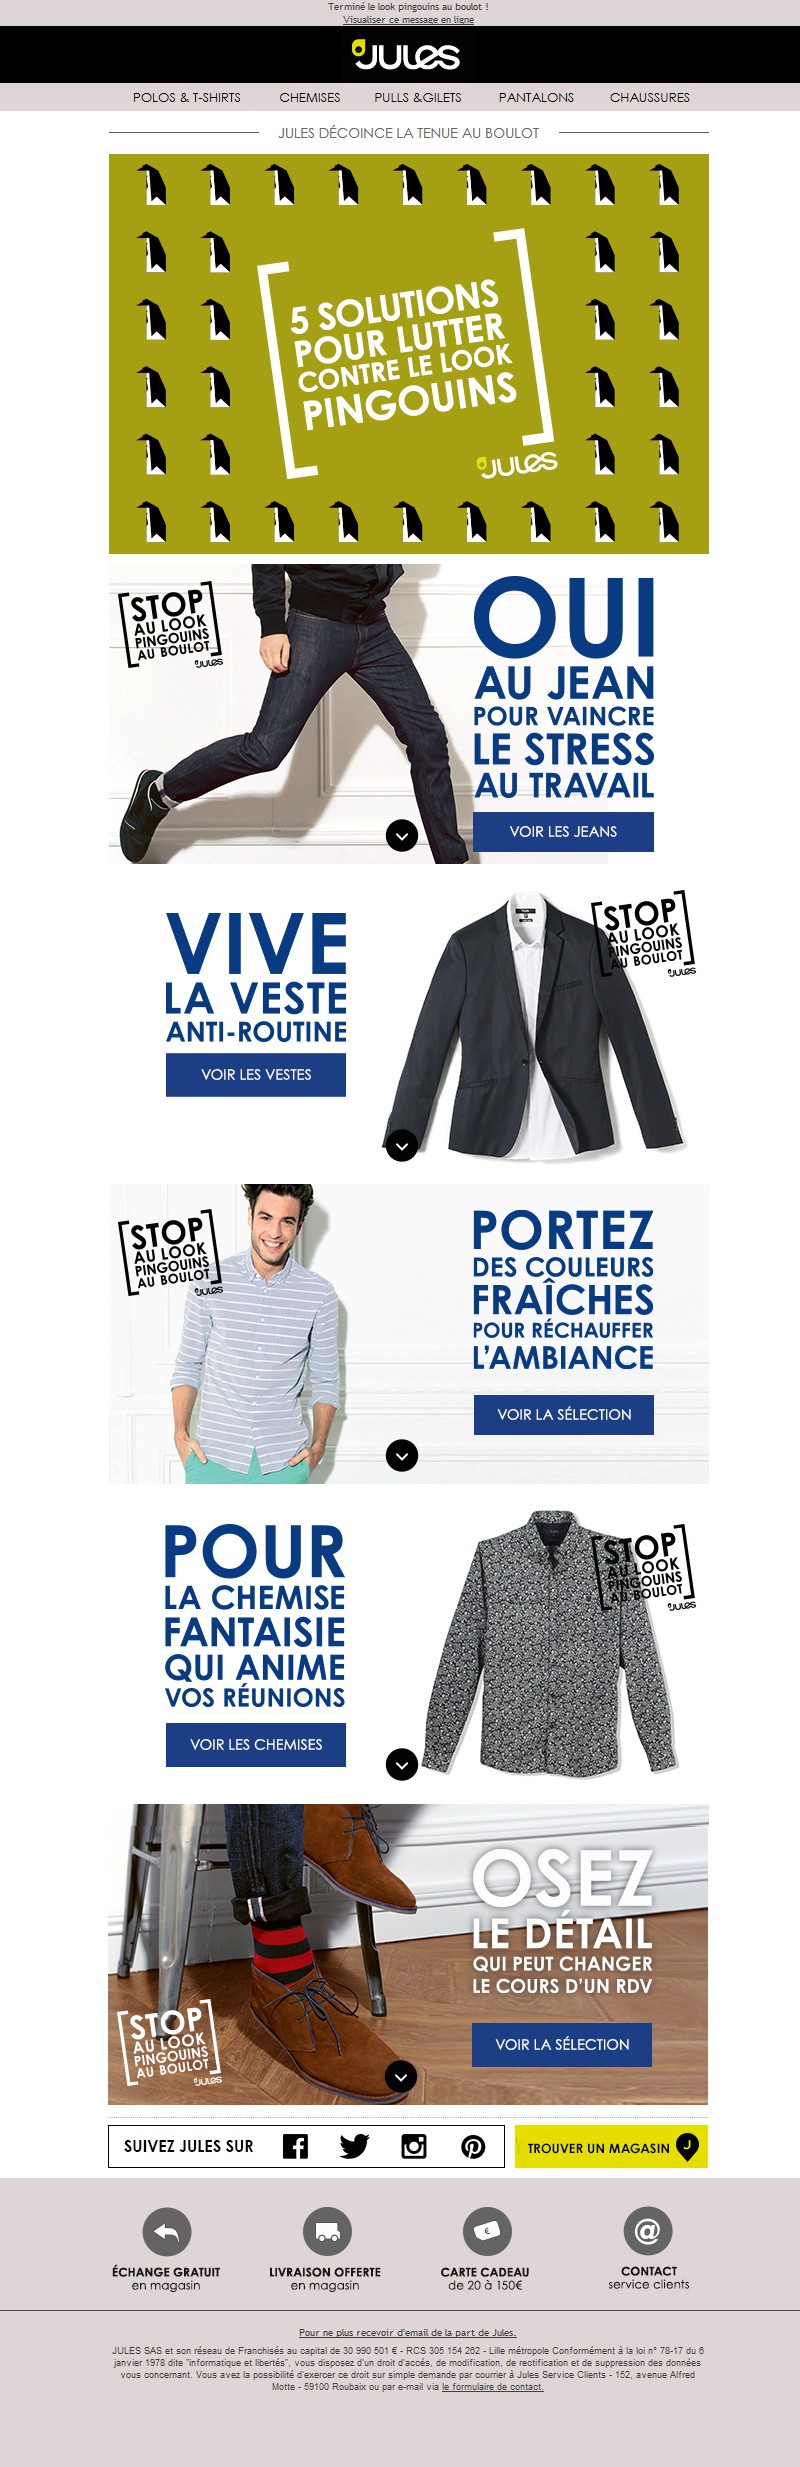 Terminé le look pingouins au boulot !
Visualiser ce message en ligne
JULES
POLOS & T-SHIRTS CHEMISES PULLS &GILETS PANTALONS CHAUSSURES
JULES DÉCOINCE LA TENUE AU BOULOT
5 SOLUTIONS
POUR LUTTER
CONTRE LE LOOK
PINGOUINS
JULES
STOP
AU LOOK
PINGOUINS
AU BOULOT
JULES
OUI
AU JEAN
POUR VAINCRE
LE STRESS
AU TRAVAIL
VOIR LES JEANS
VIVE
LA VESTE
ANTI-ROUTINE
VOIR LES VESTES
STOP
AU LOOK
PINGOUINS
AU BOULOT
JULES
STOP
AU LOOK
PINGOUINS
AU BOULOT
JULES
PORTEZ
DES COULEURS
FRAÎCHES
POUR RÉCHAUFFER
L'AMBIANCE
VOIR LA SÉLECTION
POUR
LA CHEMISE
FANTAISIE
QUI ANIME
VOS RÉUNIONS
VOIR LES CHEMISES
STOP
AU LOOK
PINGOUINS
AU BOULOT
JULES
OSEZ
LE DÉTAIL
QUI PEUT CHANGER
LE COURS D'UN RDV
VOIR LA SÉLECTION
STOP
AU LOOK
PINGOUINS
AU BOULOT
JULES
SUIVEZ JULES SUR
TROUVER UN MAGASIN J
ÉCHANGE GRATUIT LIVRAISON OFFERTE CARTE CADEAU CONTACT
en magasin en magasin de 20 à 150€ service clients
Pour ne plus recevoir d'email de la part de Jules.
JULES SAS et son réseau de Franchisés au capital de 30 990 501 € - RCS 305 154 262 - Lille métropole Conformément à la loi n° 78-17 du 6
janvier 1978 dite "informatique et libertés", vous disposez d'un droit d'accès, de modification, de rectification et de suppression des données
vous concernant. Vous avez la possibilité d'exercer ce droit sur simple demande par courrier à Jules Service Clients - 152, avenue Alfred
Motte - 59100 Roubaix ou par e-mail via le formulaire de contact.